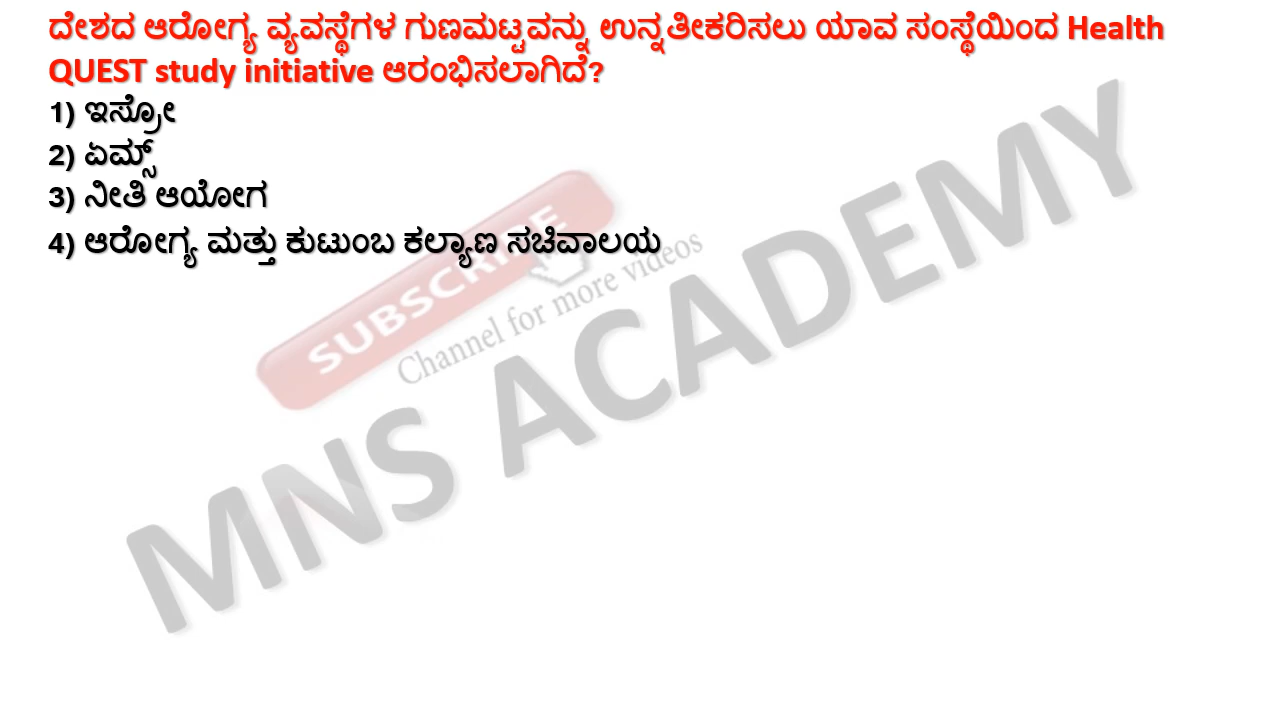 ದೇಶದ ಆರೋಗ್ಯ ವ್ಯವಸ್ಥೆಗಳ ಗುಣಮಟ್ಟವನ್ನು ಉನ್ನತೀಕರಿಸಲು ಯಾವ ಸಂಸ್ಥೆಯಿಂದ Health
QUEST study initiative ಆರಂಭಿಸಲಾಗಿದೆ?
1) ಇಸ್ರೋ
2) ಏಮ್ಸ್
3) ನೀತಿ ಆಯೋಗ
4) ಆರೋಗ್ಯ ಮತ್ತು ಕುಟುಂಬ ಕಲ್ಯಾಣ ಸಚಿವಾಲಯ
SUBSCRIBE
Channel for more videos
MNS ACADEMY